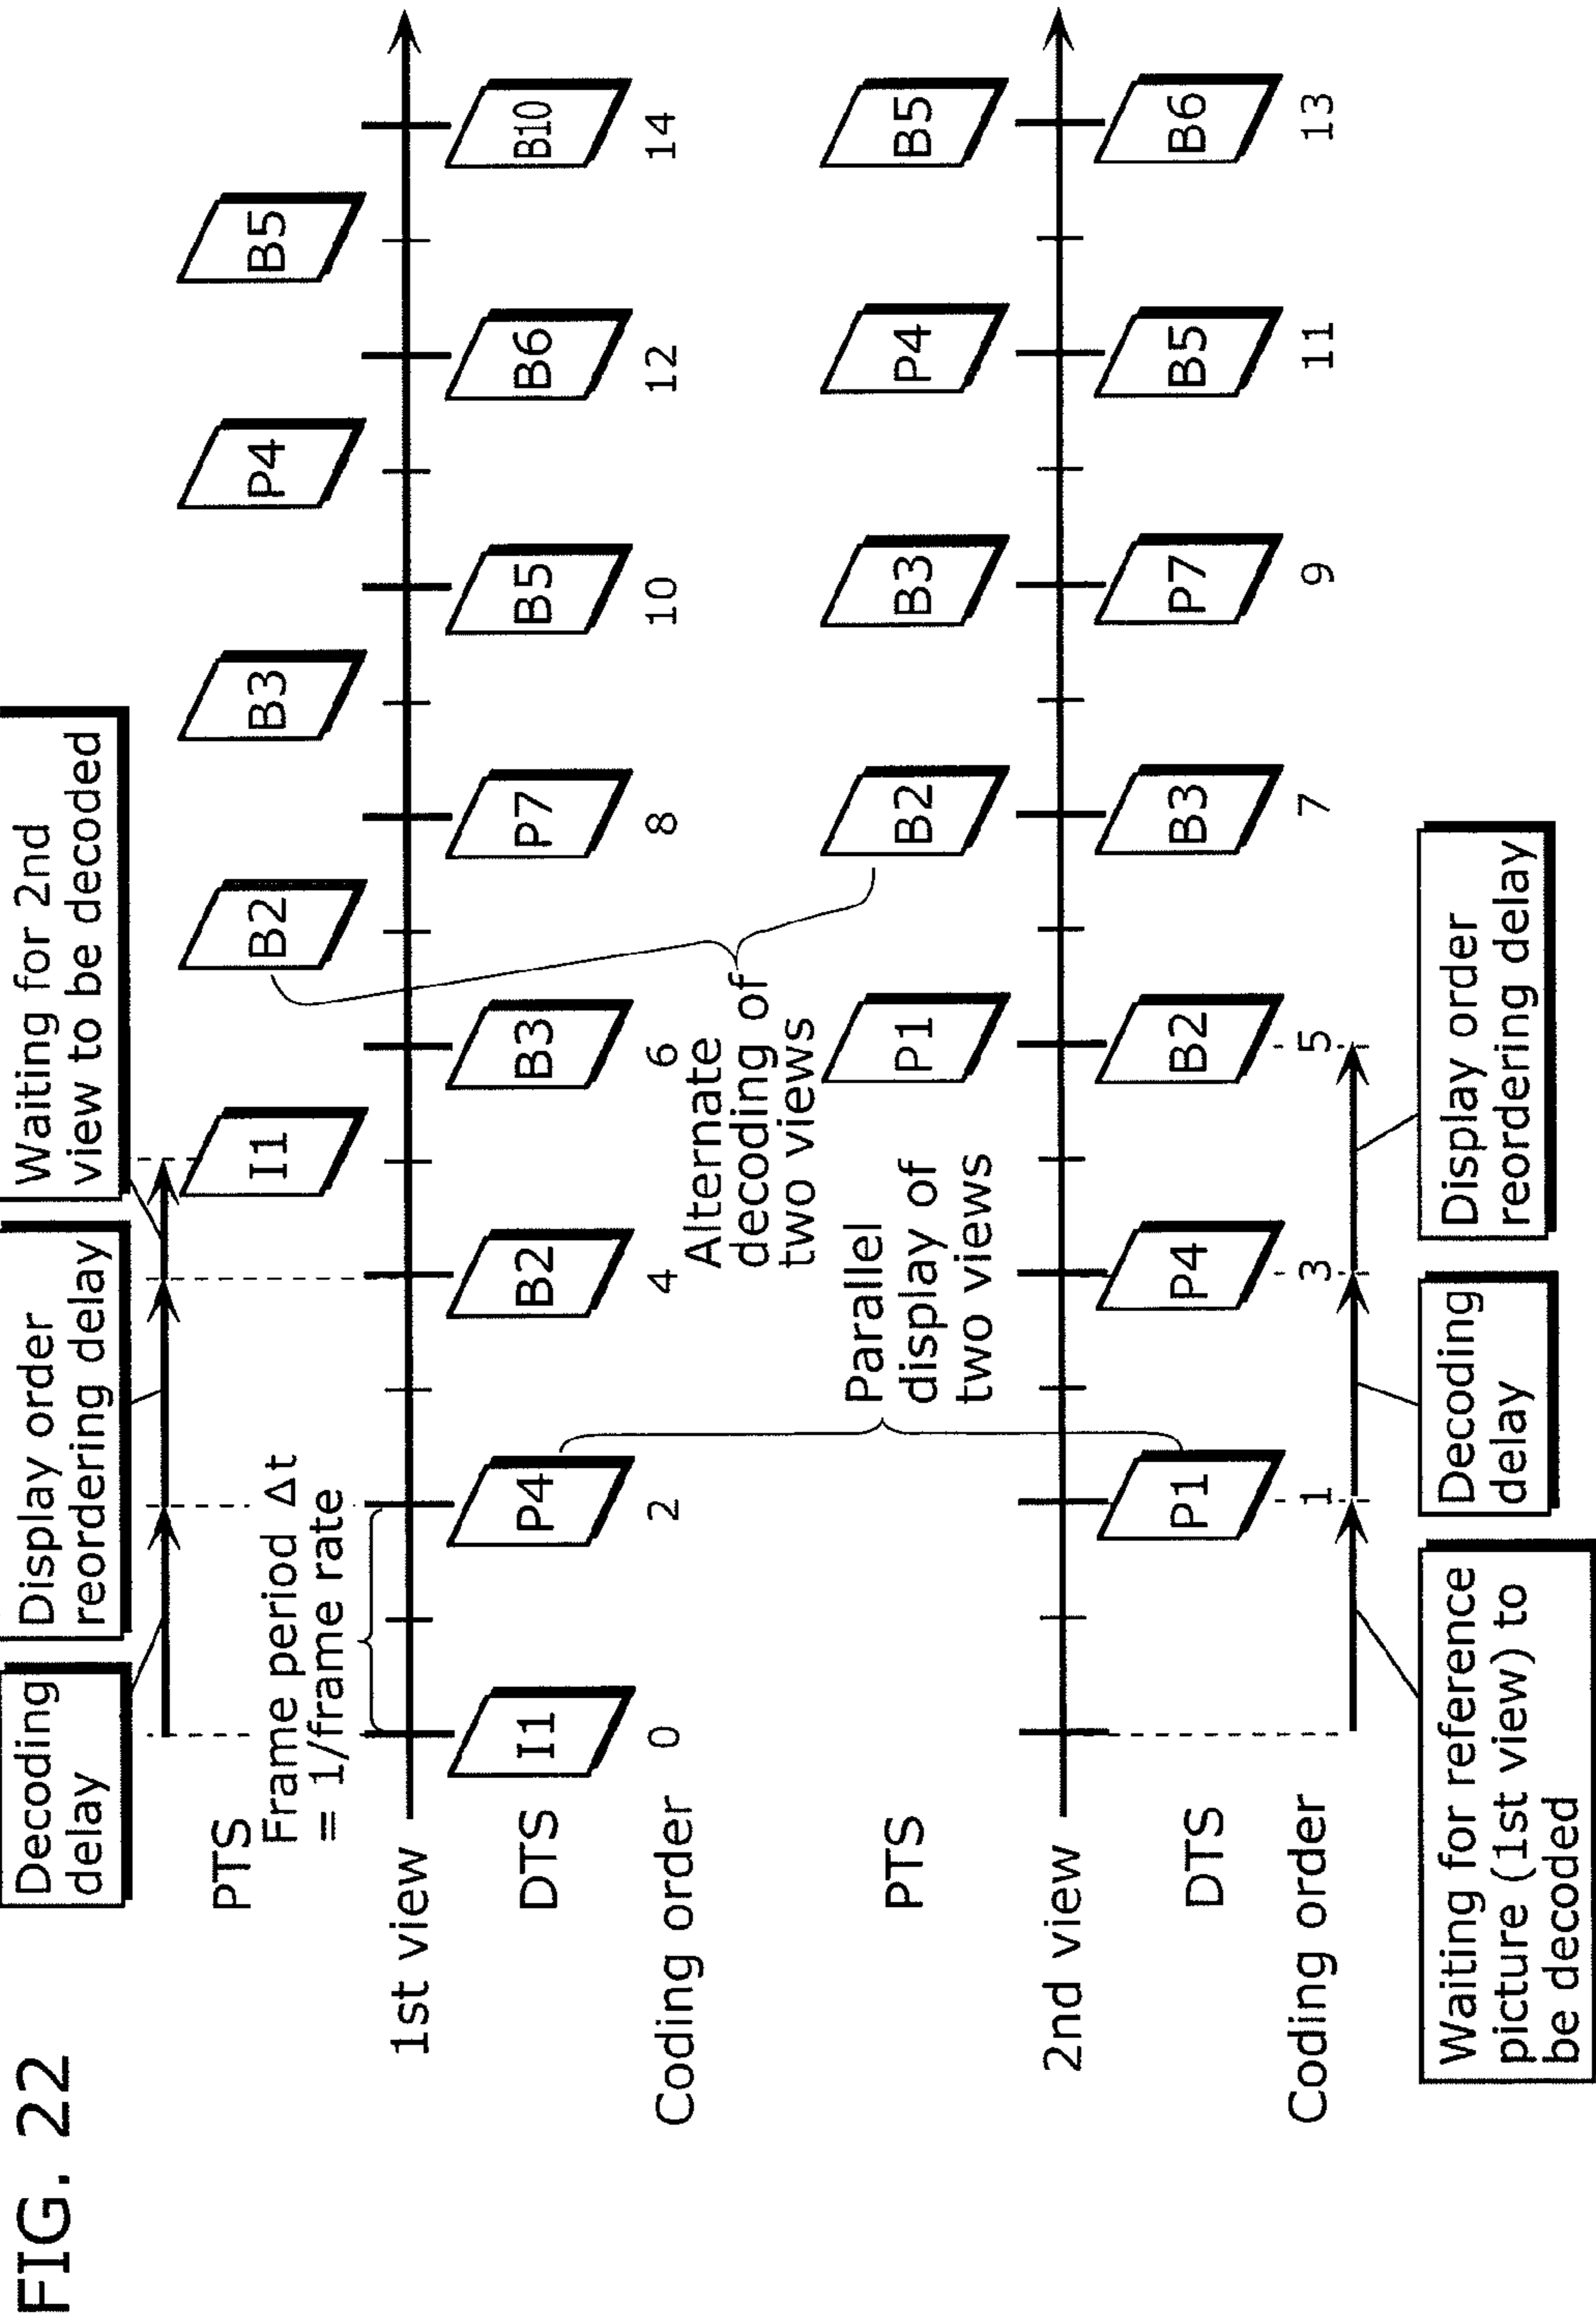 FIG. 22
Decoding
delay
Display order
reordering delay
Waiting for 2nd
view to be decoded
PTS
I1
B2
B3
P4
B5
Frame period Δt
= 1/frame rate
1st view
DTS
I1
P4
B2
B3
P7
B5
B6
B10
Coding order
0
2
4
6
8
10
12
14
Alternate
decoding of
two views
Parallel
display of
two views
PTS
P1
B2
B3
P4
B5
2nd view
DTS
P1
P4
B2
B3
P7
B5
B6
Coding order
1
3
5
7
9
11
13
Waiting for reference
picture (1st view) to
be decoded
Decoding
delay
Display order
reordering delay